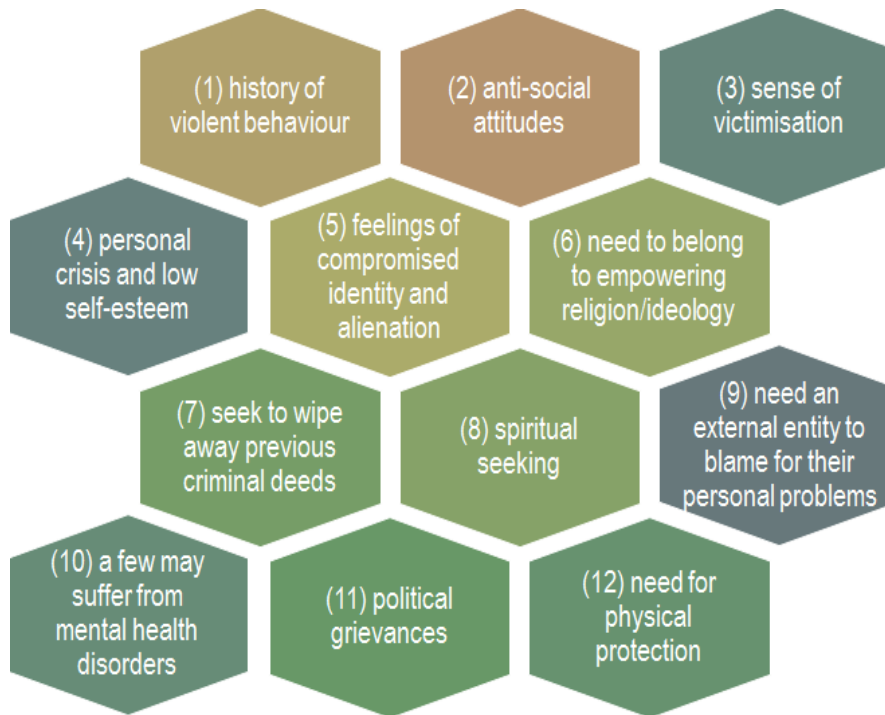 (1) history of
violent behaviour
(2) anti-social
attitudes
(3) sense of
victimisation
(4) personal
crisis and low
self-esteem
(5) feelings of
compromised
identity and
alienation
(6) need to belong
to empowering
religion/ideology
(7) seek to wipe
away previous
criminal deeds
(8) spiritual
seeking
(9) need an
external entity to
blame for their
personal problems
(10) a few may
suffer from
mental health
disorders
(11) political
grievances
(12) need for
physical
protection